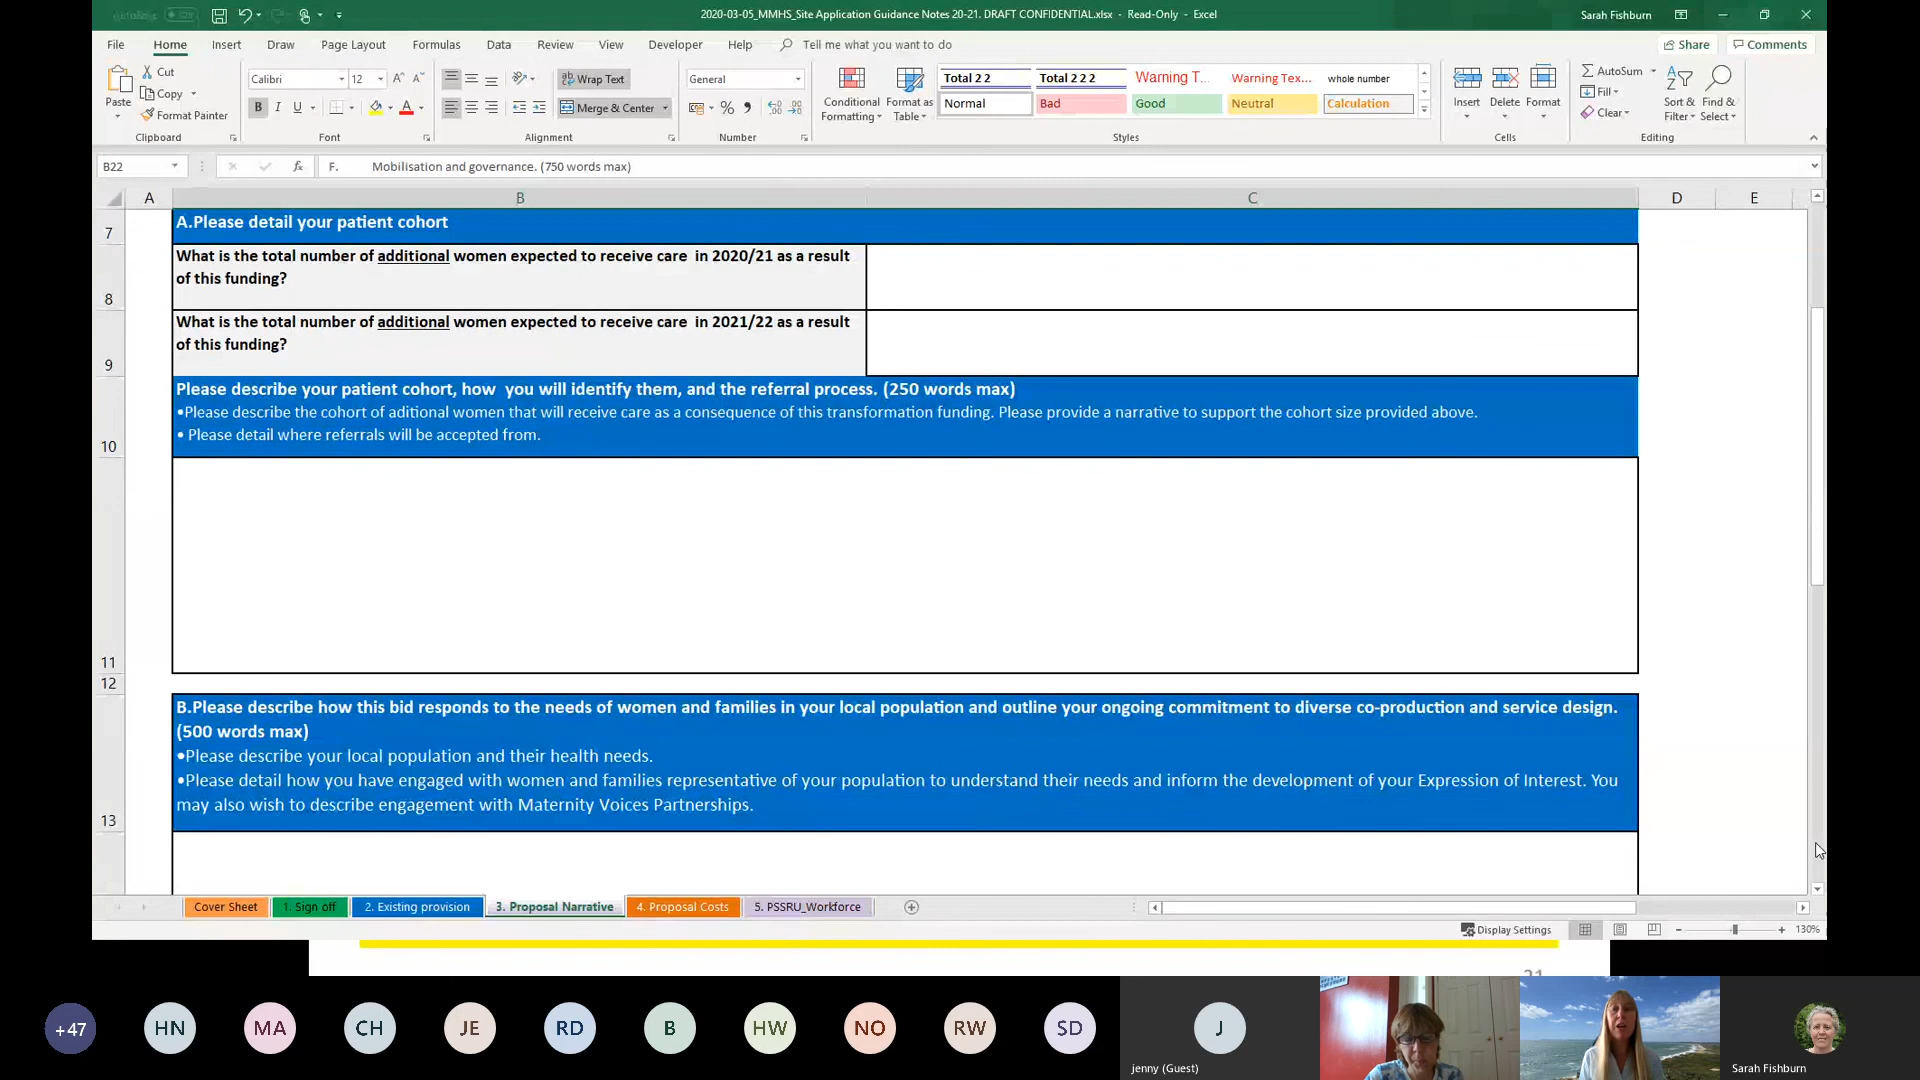 2020-03-05_MMHS_Site Application Guidance Notes 20-21. DRAFT CONFIDENTIAL.xlsx - Read-Only - Excel
Sarah Fishburn
File Home Insert Draw Page Layout Formulas Data Review View Developer Help Tell me what you want to do
Share Comments
Cut
Copy
Format Painter
Paste
Clipboard
Calibri 12
B I U
Font
Wrap Text
Merge & Center
Alignment
General
Number
Conditional Formatting
Format as Table
Total 2 2 Total 2 2 2 Warning T... Warning Tex... whole number
Normal Bad Good Neutral Calculation
Styles
Insert Delete Format
Cells
AutoSum
Fill
Clear
Sort & Filter
Find & Select
Editing
B22
fx
F. Mobilisation and governance. (750 words max)
A B C D E
7
A.Please detail your patient cohort
What is the total number of additional women expected to receive care in 2020/21 as a result
of this funding?
8
What is the total number of additional women expected to receive care in 2021/22 as a result
of this funding?
9
Please describe your patient cohort, how you will identify them, and the referral process. (250 words max)
•Please describe the cohort of aditional women that will receive care as a consequence of this transformation funding. Please provide a narrative to support the cohort size provided above.
• Please detail where referrals will be accepted from.
10
11
12
B.Please describe how this bid responds to the needs of women and families in your local population and outline your ongoing commitment to diverse co-production and service design.
(500 words max)
•Please describe your local population and their health needs.
•Please detail how you have engaged with women and families representative of your population to understand their needs and inform the development of your Expression of Interest. You
may also wish to describe engagement with Maternity Voices Partnerships.
13
Cover Sheet 1. Sign off 2. Existing provision 3. Proposal Narrative 4. Proposal Costs 5. PSSRU_Workforce
Display Settings
130%
+47 HN MA CH JE RD B HW NO RW SD J
jenny (Guest)
Sarah Fishburn